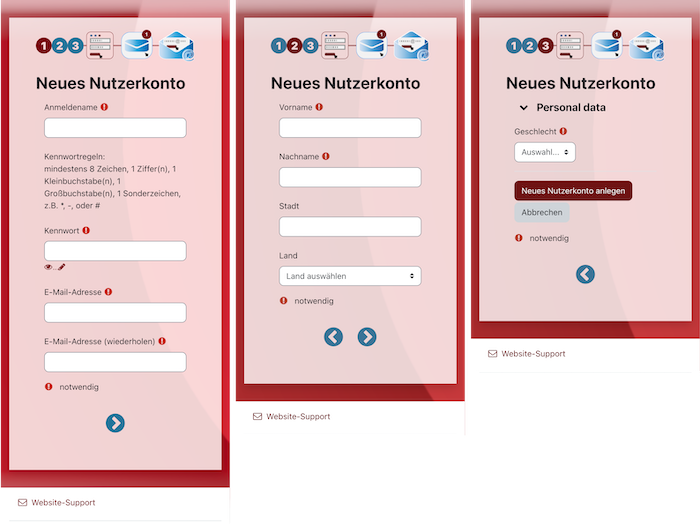 1 2 3
1
Neues Nutzerkonto
Anmeldename
Kennwortregeln:
mindestens 8 Zeichen, 1 Ziffer(n), 1
Kleinbuchstabe(n), 1
Großbuchstabe(n), 1 Sonderzeichen,
z.B. *, -, oder #
Kennwort
E-Mail-Adresse
E-Mail-Adresse (wiederholen)
notwendig
Website-Support
1 2 3
1
Neues Nutzerkonto
Vorname
Nachname
Stadt
Land
Land auswählen
notwendig
Website-Support
1 2 3
1
Neues Nutzerkonto
Personal data
Geschlecht
Auswahl...
Neues Nutzerkonto anlegen
Abbrechen
notwendig
Website-Support